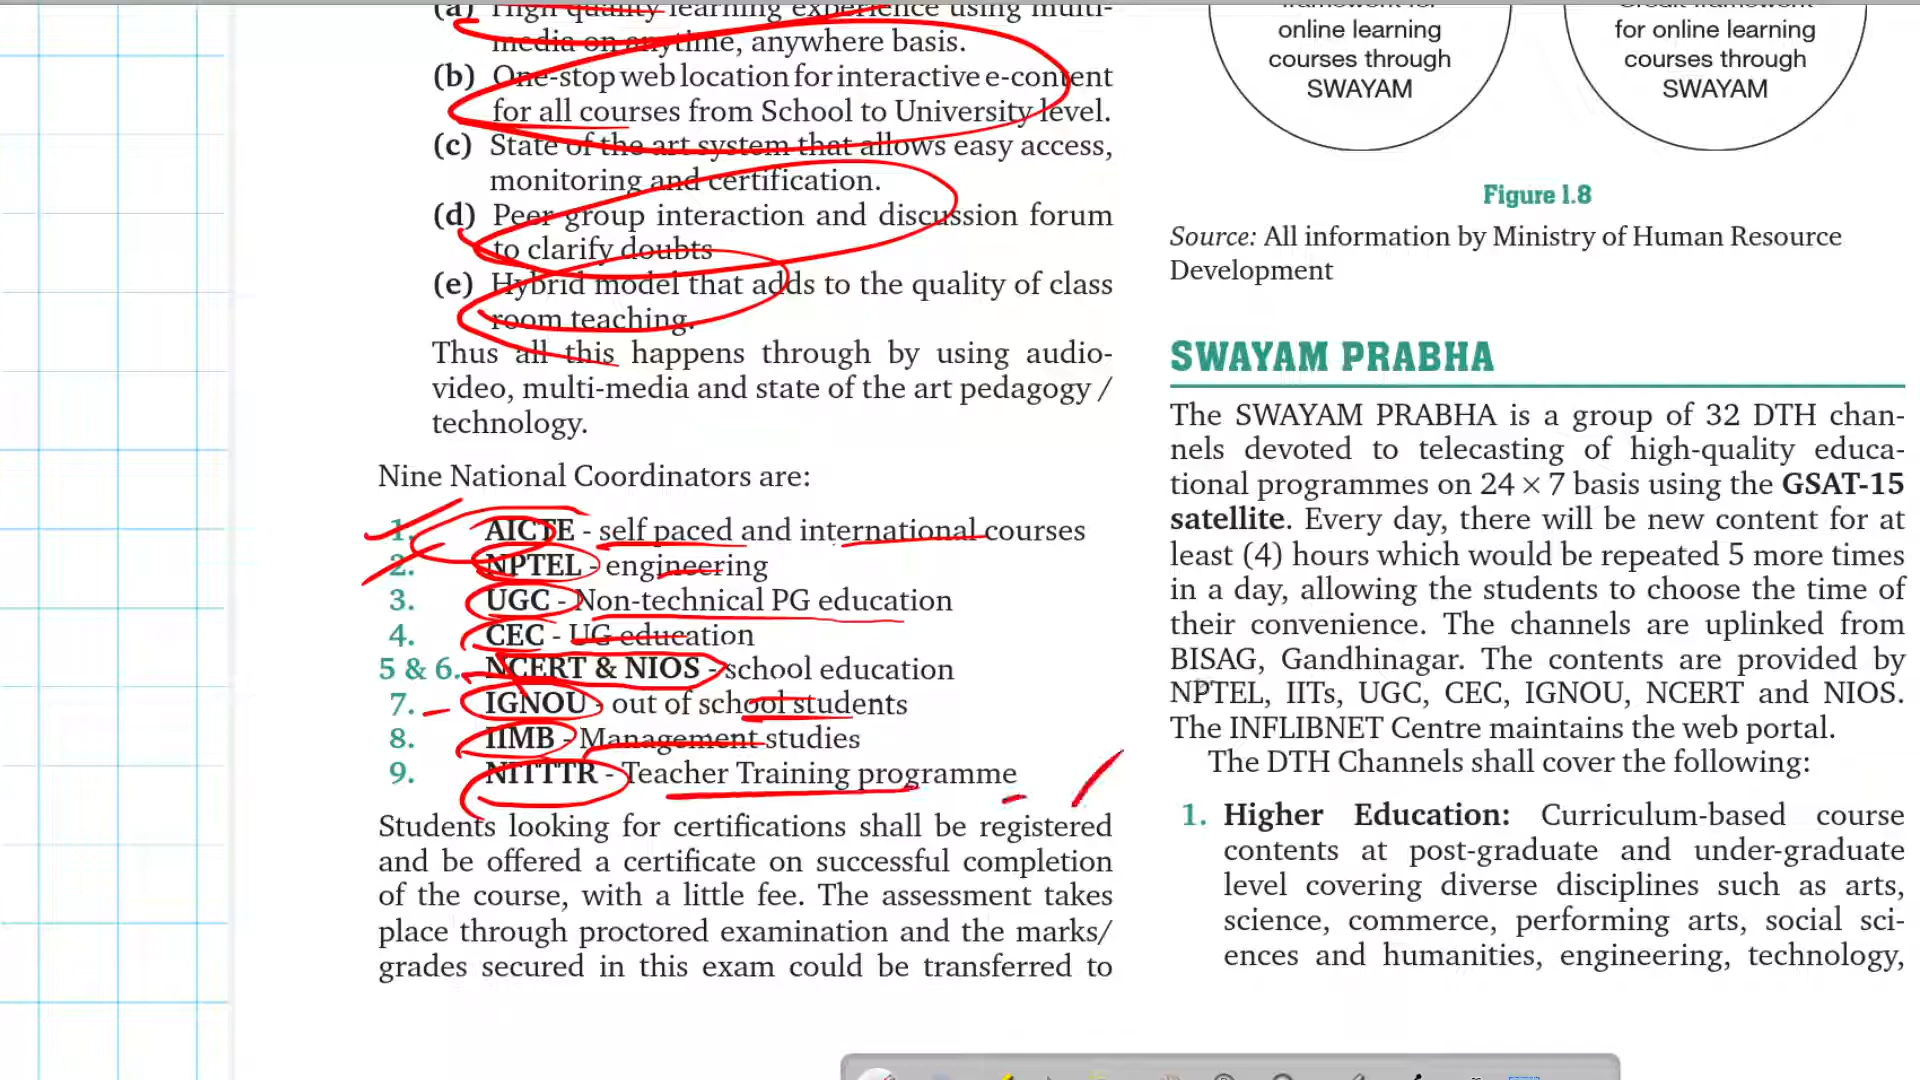 (a) High quality learning experience using multi-
media on anytime, anywhere basis.
(b) One-stop web location for interactive e-content
for all courses from School to University level.
(c) State of the art system that allows easy access,
monitoring and certification.
(d) Peer group interaction and discussion forum
to clarify doubts
(e) Hybrid model that adds to the quality of class
room teaching.
Thus all this happens through by using audio-
video, multi-media and state of the art pedagogy /
technology.
Nine National Coordinators are:
1. AICTE - self paced and international courses
2. NPTEL - engineering
3. UGC - Non-technical PG education
4. CEC - UG education
5 & 6. NCERT & NIOS - school education
7. IGNOU - out of school students
8. IIMB - Management studies
9. NITTTR - Teacher Training programme
Students looking for certifications shall be registered
and be offered a certificate on successful completion
of the course, with a little fee. The assessment takes
place through proctored examination and the marks/
grades secured in this exam could be transferred to
framework for
online learning
courses through
SWAYAM
Credit framework
for online learning
courses through
SWAYAM
Figure 1.8
Source: All information by Ministry of Human Resource
Development
SWAYAM PRABHA
The SWAYAM PRABHA is a group of 32 DTH chan-
nels devoted to telecasting of high-quality educa-
tional programmes on 24 × 7 basis using the GSAT-15
satellite. Every day, there will be new content for at
least (4) hours which would be repeated 5 more times
in a day, allowing the students to choose the time of
their convenience. The channels are uplinked from
BISAG, Gandhinagar. The contents are provided by
NPTEL, IITs, UGC, CEC, IGNOU, NCERT and NIOS.
The INFLIBNET Centre maintains the web portal.
The DTH Channels shall cover the following:
1. Higher Education: Curriculum-based course
contents at post-graduate and under-graduate
level covering diverse disciplines such as arts,
science, commerce, performing arts, social sci-
ences and humanities, engineering, technology,